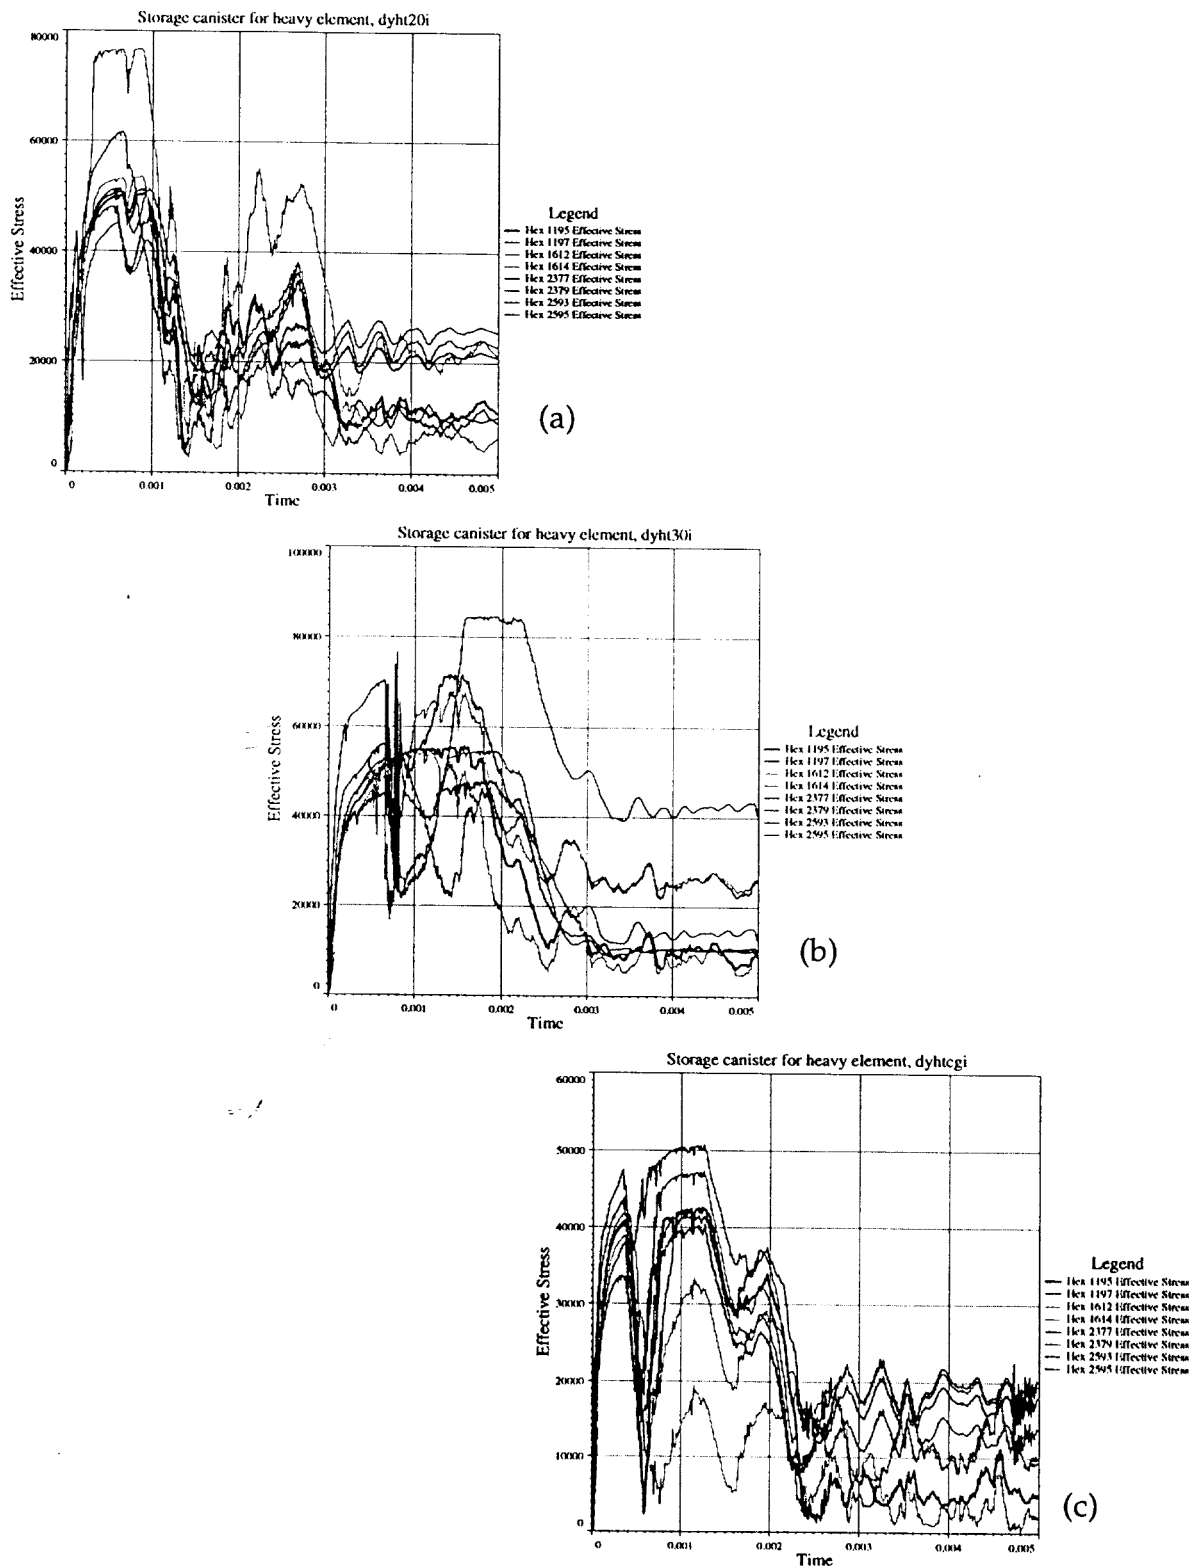 Storage canister for heavy element, dyht20i
80000
60000
40000
20000
0
Effective Stress
0 0.001 0.002 0.003 0.004 0.005
Time
Legend
Hex 1195 Effective Stress
Hex 1197 Effective Stress
Hex 1612 Effective Stress
Hex 1614 Effective Stress
Hex 2377 Effective Stress
Hex 2379 Effective Stress
Hex 2593 Effective Stress
Hex 2595 Effective Stress
(a)
Storage canister for heavy element, dyht30i
100000
80000
60000
40000
20000
0
Effective Stress
0 0.001 0.002 0.003 0.004 0.005
Time
Legend
Hex 1195 Effective Stress
Hex 1197 Effective Stress
Hex 1612 Effective Stress
Hex 1614 Effective Stress
Hex 2377 Effective Stress
Hex 2379 Effective Stress
Hex 2593 Effective Stress
Hex 2595 Effective Stress
(b)
Storage canister for heavy element, dyhtcgi
60000
50000
40000
30000
20000
10000
0
Effective Stress
0 0.001 0.002 0.003 0.004 0.005
Time
Legend
Hex 1195 Effective Stress
Hex 1197 Effective Stress
Hex 1612 Effective Stress
Hex 1614 Effective Stress
Hex 2377 Effective Stress
Hex 2379 Effective Stress
Hex 2593 Effective Stress
Hex 2595 Effective Stress
(c)